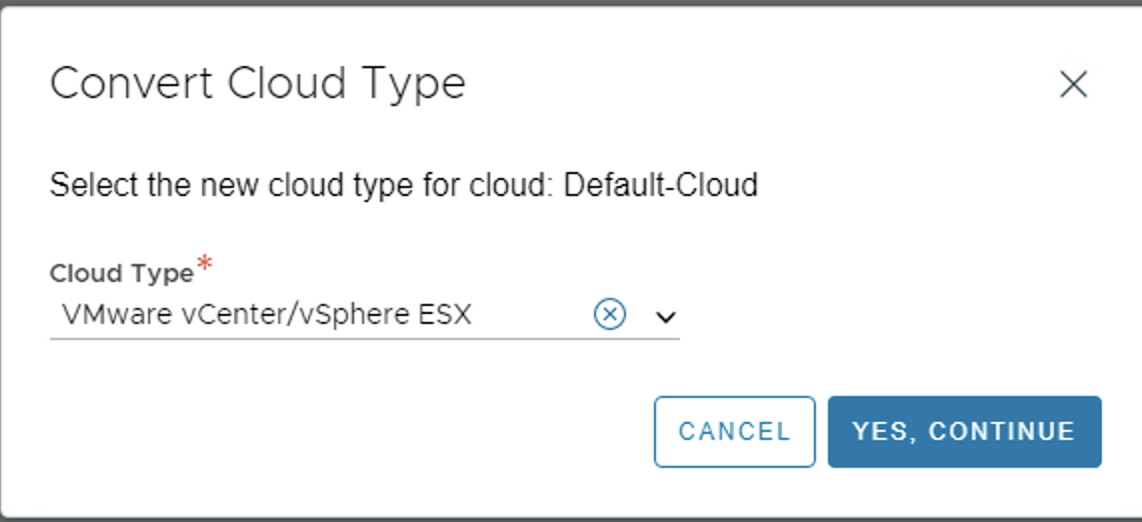 Convert Cloud Type
Select the new cloud type for cloud: Default-Cloud
Cloud Type*
VMware vCenter/vSphere ESX
CANCEL YES, CONTINUE